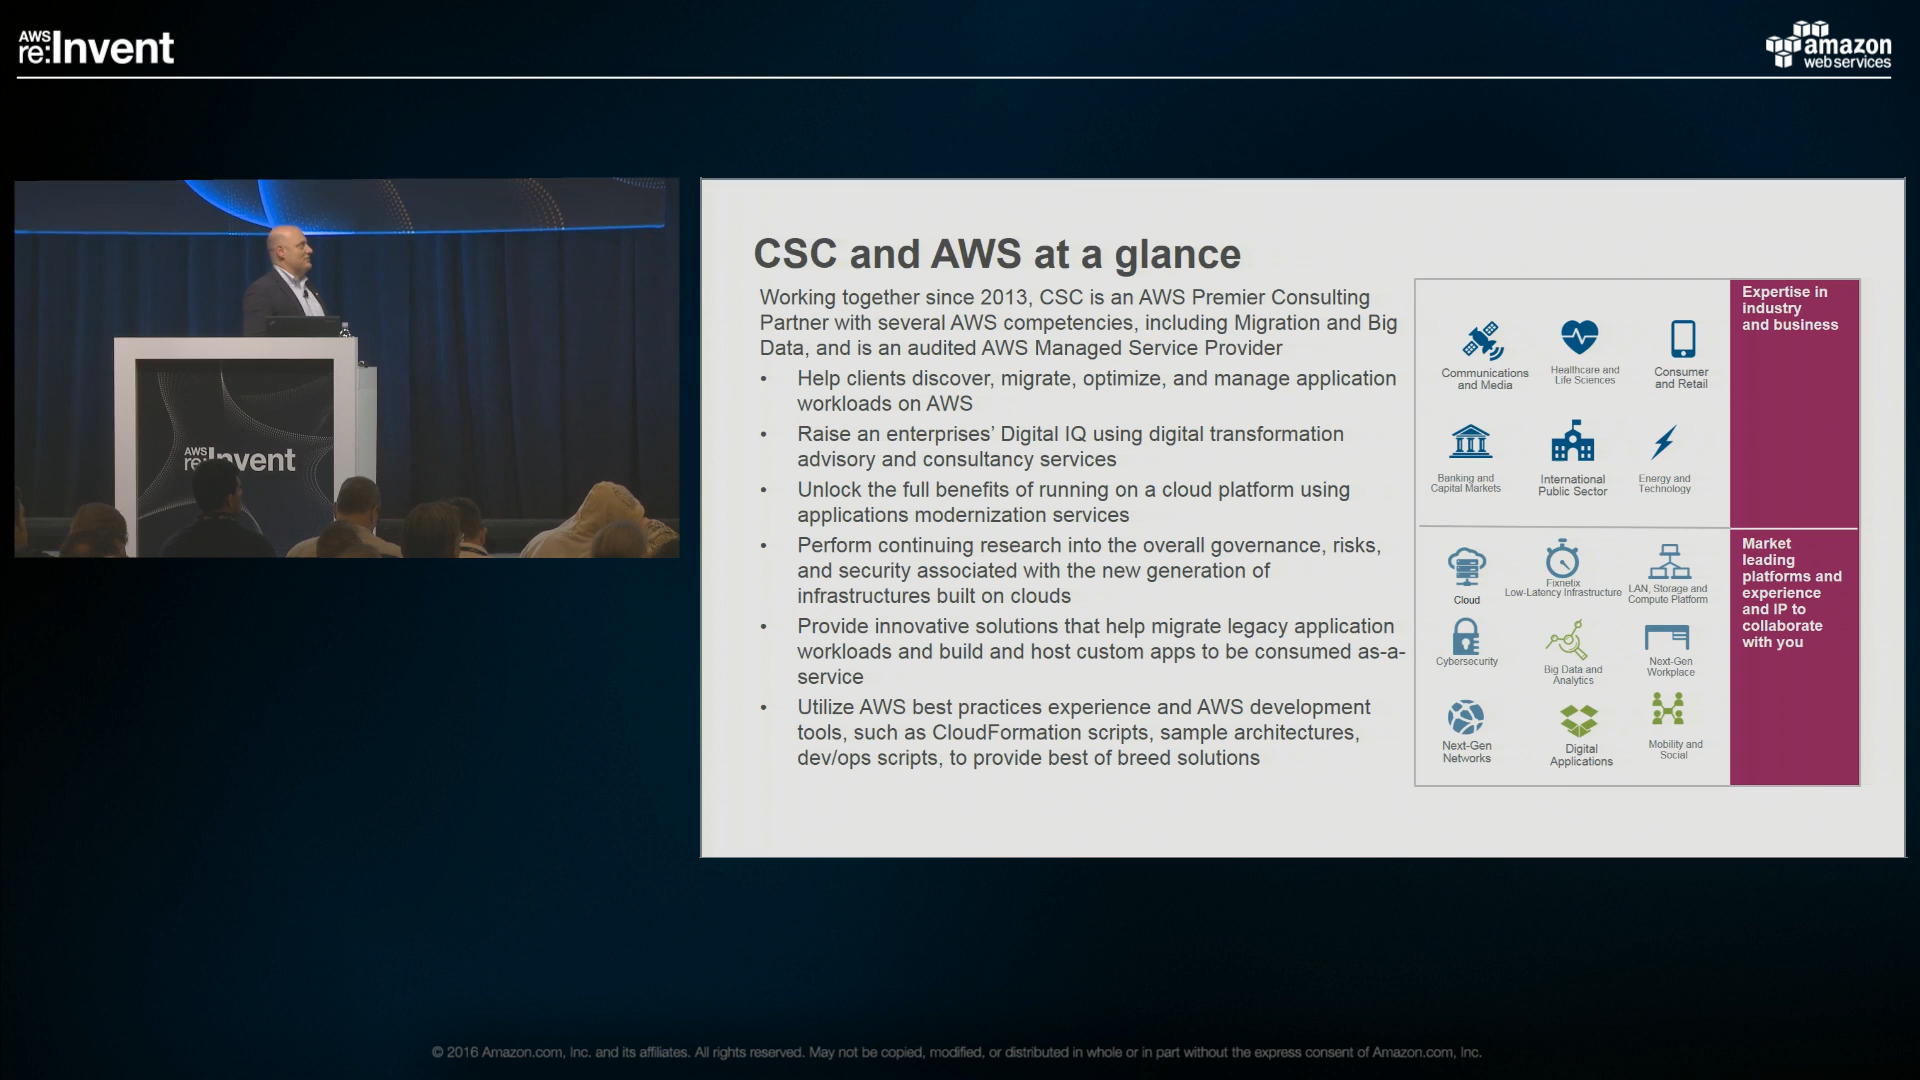 AWS
re:Invent
amazon
web services
AWS
re:Invent
CSC and AWS at a glance
Working together since 2013, CSC is an AWS Premier Consulting
Partner with several AWS competencies, including Migration and Big
Data, and is an audited AWS Managed Service Provider
• Help clients discover, migrate, optimize, and manage application
workloads on AWS
• Raise an enterprises’ Digital IQ using digital transformation
advisory and consultancy services
• Unlock the full benefits of running on a cloud platform using
applications modernization services
• Perform continuing research into the overall governance, risks,
and security associated with the new generation of
infrastructures built on clouds
• Provide innovative solutions that help migrate legacy application
workloads and build and host custom apps to be consumed as-a-
service
• Utilize AWS best practices experience and AWS development
tools, such as CloudFormation scripts, sample architectures,
dev/ops scripts, to provide best of breed solutions
Communications
and Media
Healthcare and
Life Sciences
Consumer
and Retail
Banking and
Capital Markets
International
Public Sector
Energy and
Technology
Expertise in
industry
and business
Cloud
Fixnetix
Low-Latency Infrastructure
LAN, Storage and
Compute Platform
Cybersecurity
Big Data and
Analytics
Next-Gen
Workplace
Next-Gen
Networks
Digital
Applications
Mobility and
Social
Market
leading
platforms and
experience
and IP to
collaborate
with you
© 2016 Amazon.com, Inc. and its affiliates. All rights reserved. May not be copied, modified, or distributed in whole or in part without the express consent of Amazon.com, Inc.